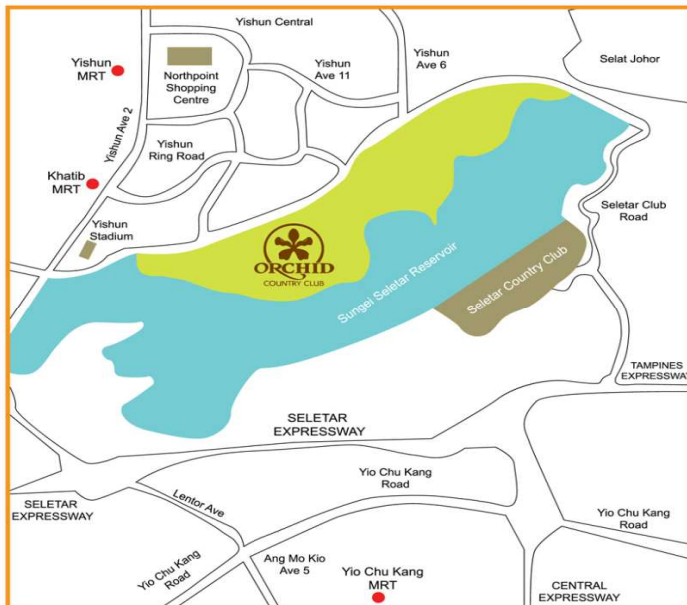 Yishun Central
Yishun
MRT
Northpoint
Shopping
Centre
Yishun
Ave 11
Yishun
Ave 6
Selat Johor
Yishun Ave 2
Yishun
Ring Road
Khatib
MRT
Yishun
Stadium
Seletar Club
Road
ORCHID
COUNTRY CLUB
Sungei Seletar Reservoir
Seletar Country Club
TAMPINES
EXPRESSWAY
SELETAR
EXPRESSWAY
Yio Chu Kang
Road
SELETAR
EXPRESSWAY
Lentor Ave
Yio Chu Kang
Road
Yio Chu Kang
Road
Ang Mo Kio
Ave 5
Yio Chu Kang
MRT
CENTRAL
EXPRESSWAY